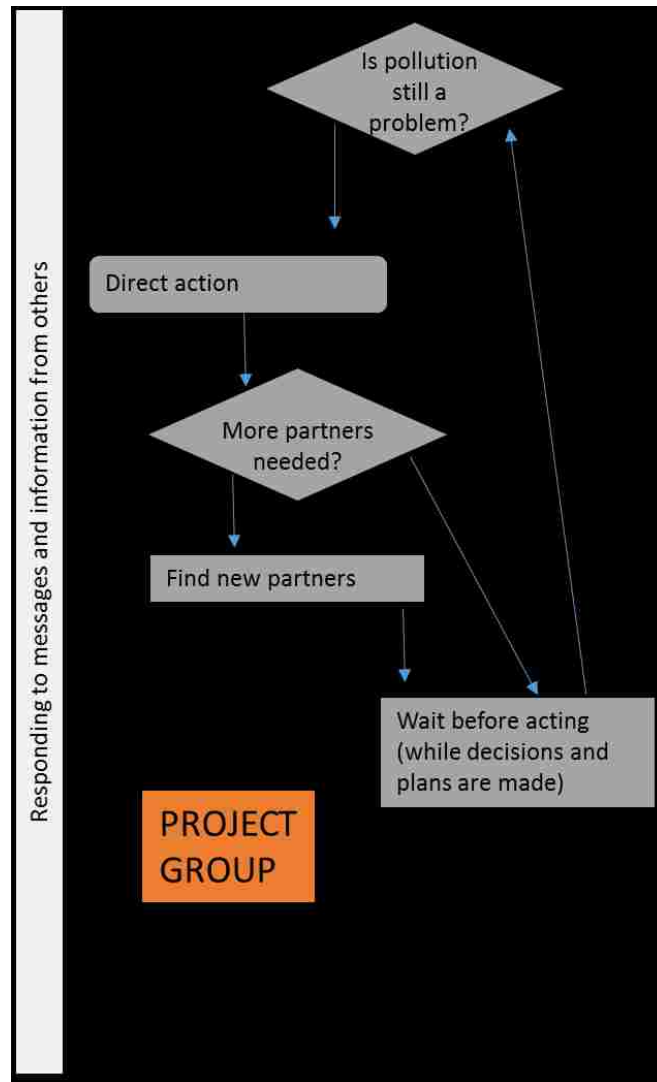 Is pollution
still a
problem?
Direct action
More partners
needed?
Find new partners
Wait before acting
(while decisions and
plans are made)
PROJECT
GROUP
Responding to messages and information from others